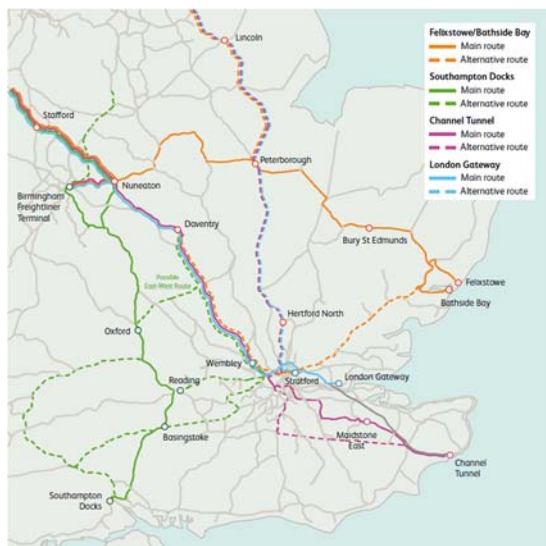 Felixstowe/Bathside Bay
Main route
Alternative route
Southampton Docks
Main route
Alternative route
Channel Tunnel
Main route
Alternative route
London Gateway
Main route
Alternative route
Lincoln
Stafford
Peterborough
Nuneaton
Birmingham
Freightliner
Terminal
Daventry
Bury St Edmunds
Possible
East West Route
Felixstowe
Bathside Bay
Hertford North
Oxford
Wembley
Stratford
London Gateway
Reading
Basingstoke
Maidstone
East
Channel
Tunnel
Southampton
Docks